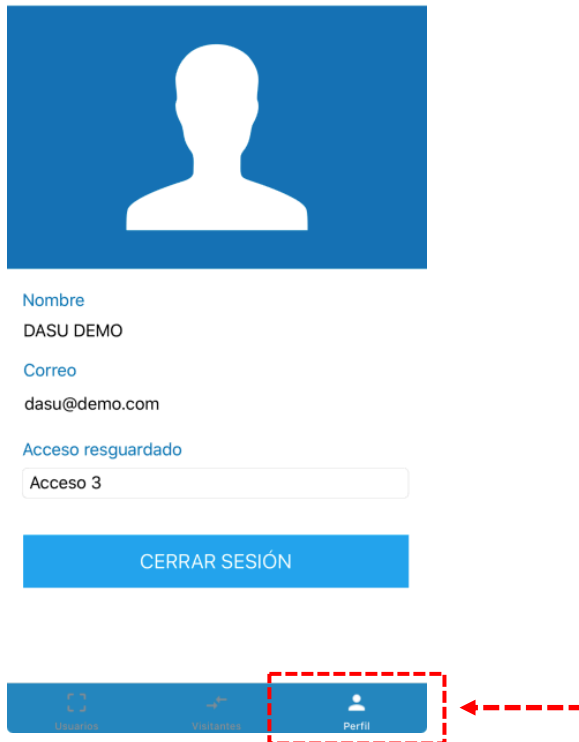 Nombre
DASU DEMO
Correo
dasu@demo.com
Acceso resguardado
Acceso 3
CERRAR SESIÓN
Usuarios Visitantes Perfil